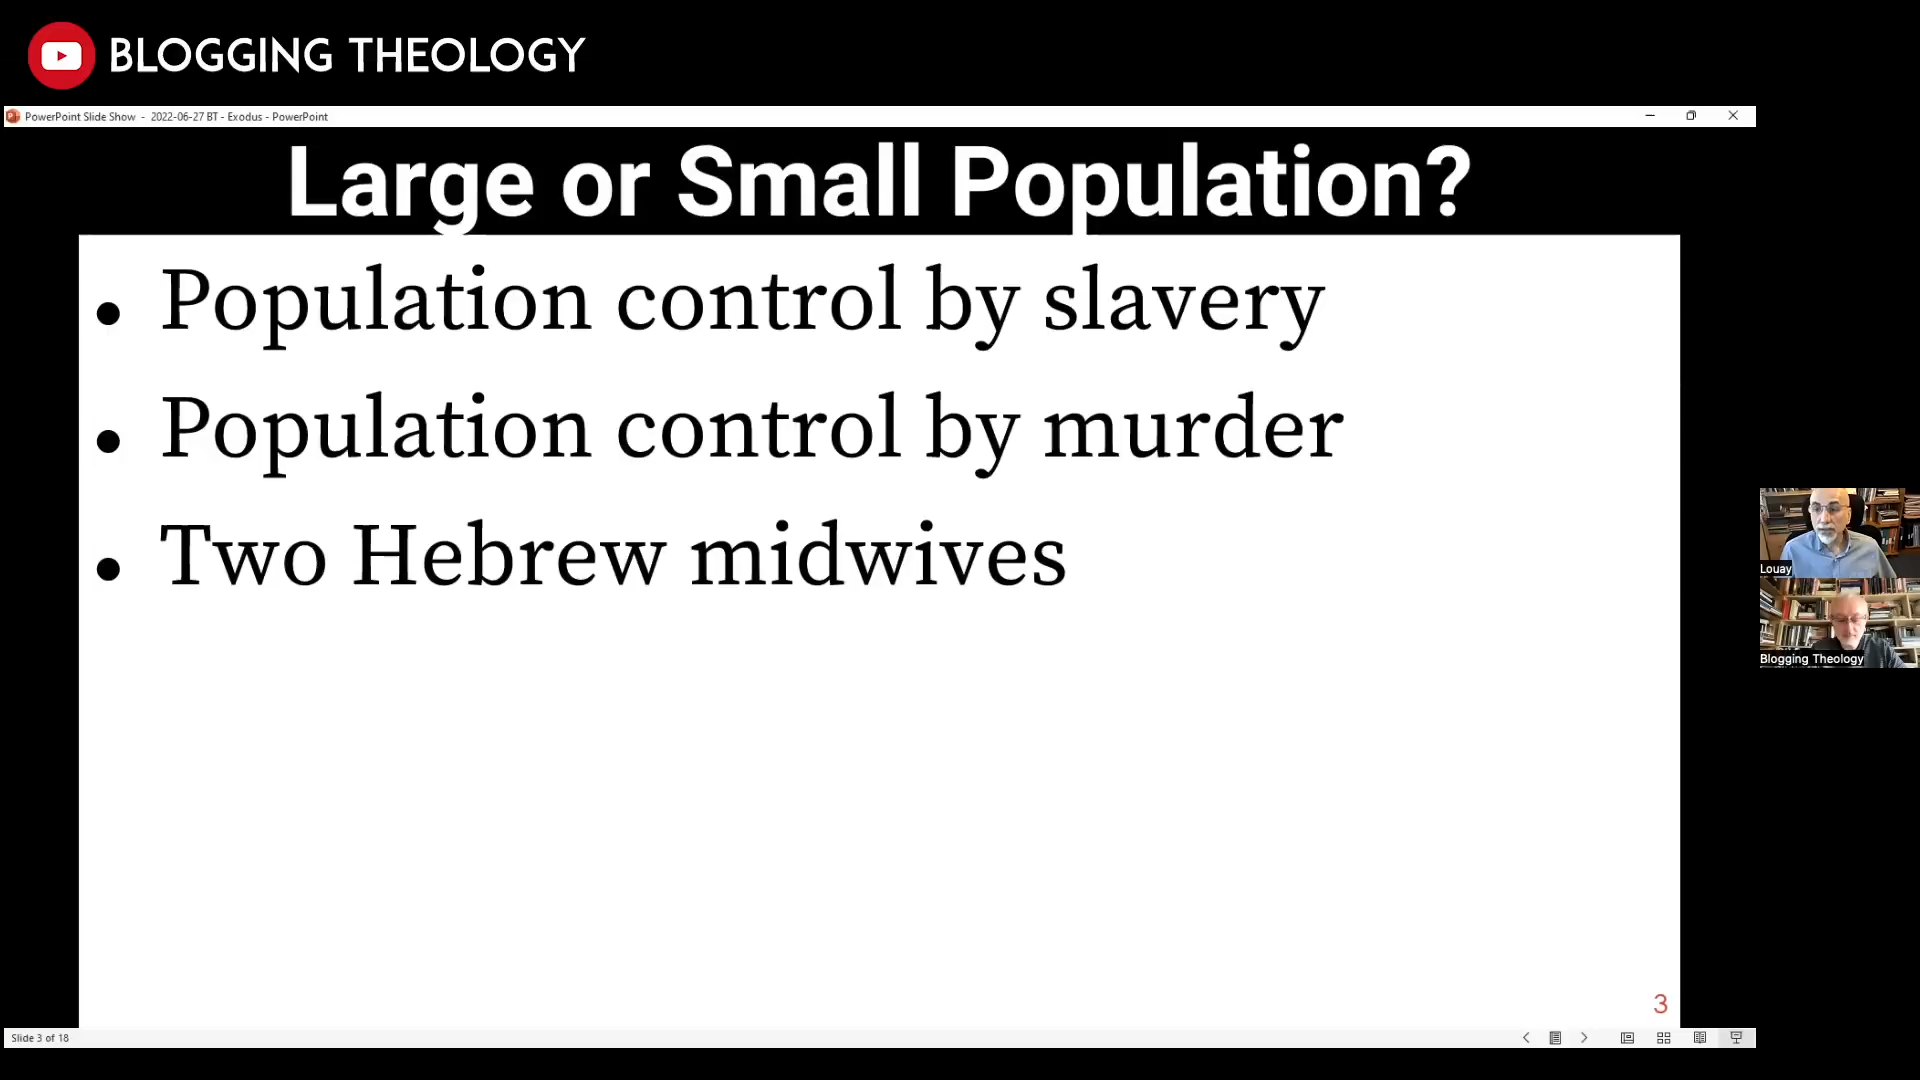 BLOGGING THEOLOGY
PowerPoint Slide Show - 2022-06-27 BT - Exodus - PowerPoint
Large or Small Population?
• Population control by slavery
• Population control by murder
• Two Hebrew midwives
Louay
Blogging Theology
3
Slide 3 of 18